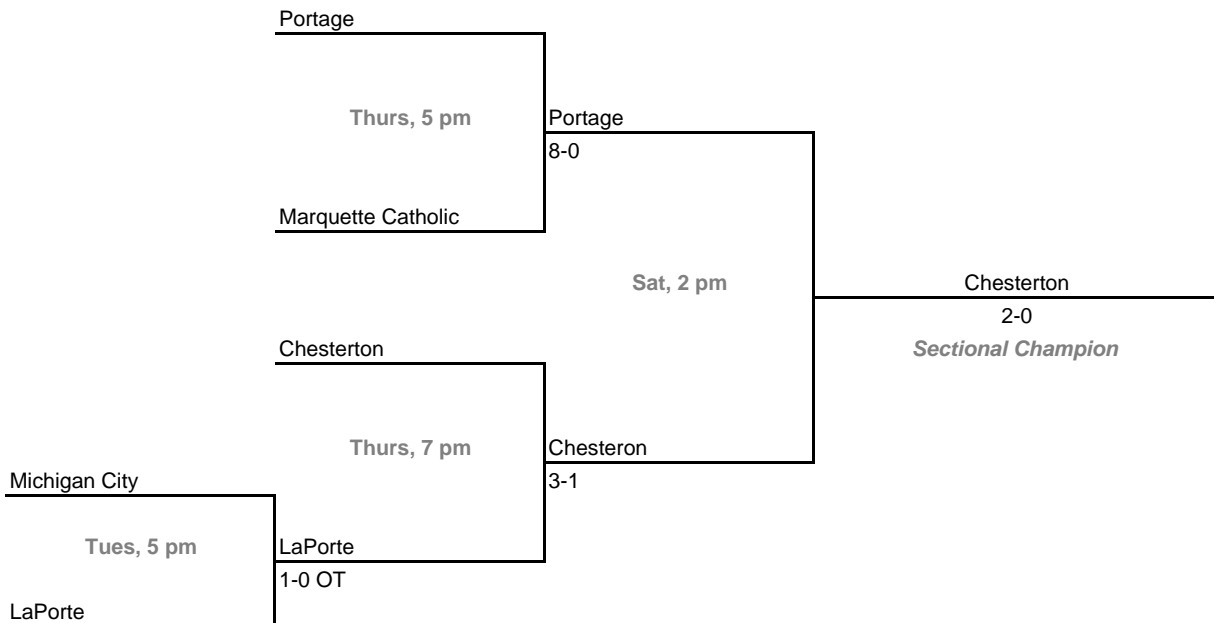 Portage
Thurs, 5 pm
Portage
8-0
Marquette Catholic
Sat, 2 pm
Chesterton
2-0
Sectional Champion
Chesterton
Thurs, 7 pm
Chesteron
3-1
Michigan City
Tues, 5 pm
LaPorte
1-0 OT
LaPorte